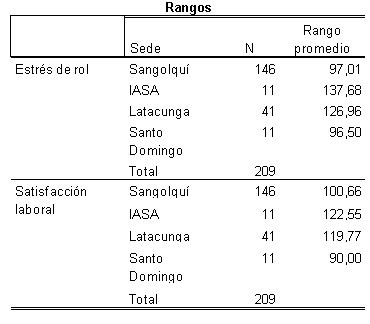 Rangos
Sede N Rango promedio
Estrés de rol Sangolquí 146 97,01
IASA 11 137,68
Latacunga 41 126,96
Santo Domingo 11 96,50
Total 209
Satisfacción laboral Sangolquí 146 100,66
IASA 11 122,55
Latacunga 41 119,77
Santo Domingo 11 90,00
Total 209